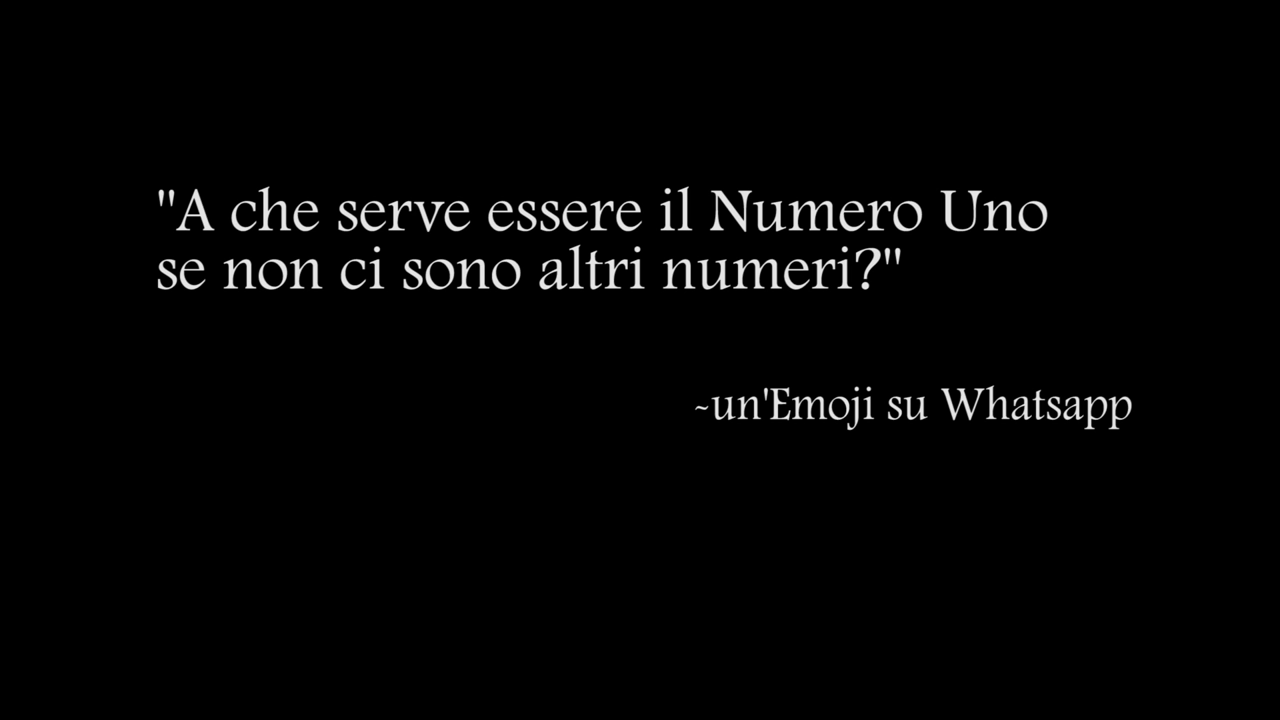 "A che serve essere il Numero Uno
se non ci sono altri numeri?"
~un'Emoji su Whatsapp